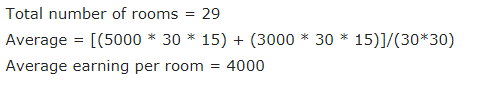 Total number of rooms = 29
Average = [(5000 * 30 * 15) + (3000 * 30 * 15)]/(30*30)
Average earning per room = 4000